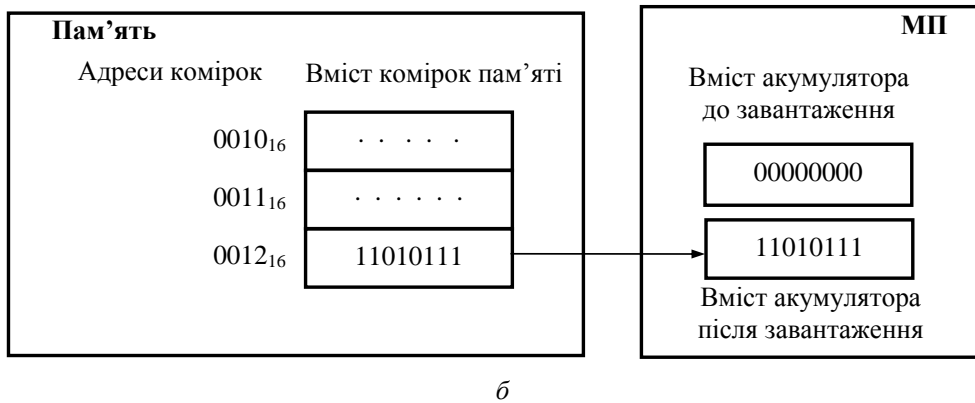 Пам’ять
Адреси комірок Вміст комірок пам’яті
0010₁₆ · · · · ·
0011₁₆ · · · · · ·
0012₁₆ 11010111
МП
Вміст акумулятора
до завантаження
00000000
11010111
Вміст акумулятора
після завантаження
б